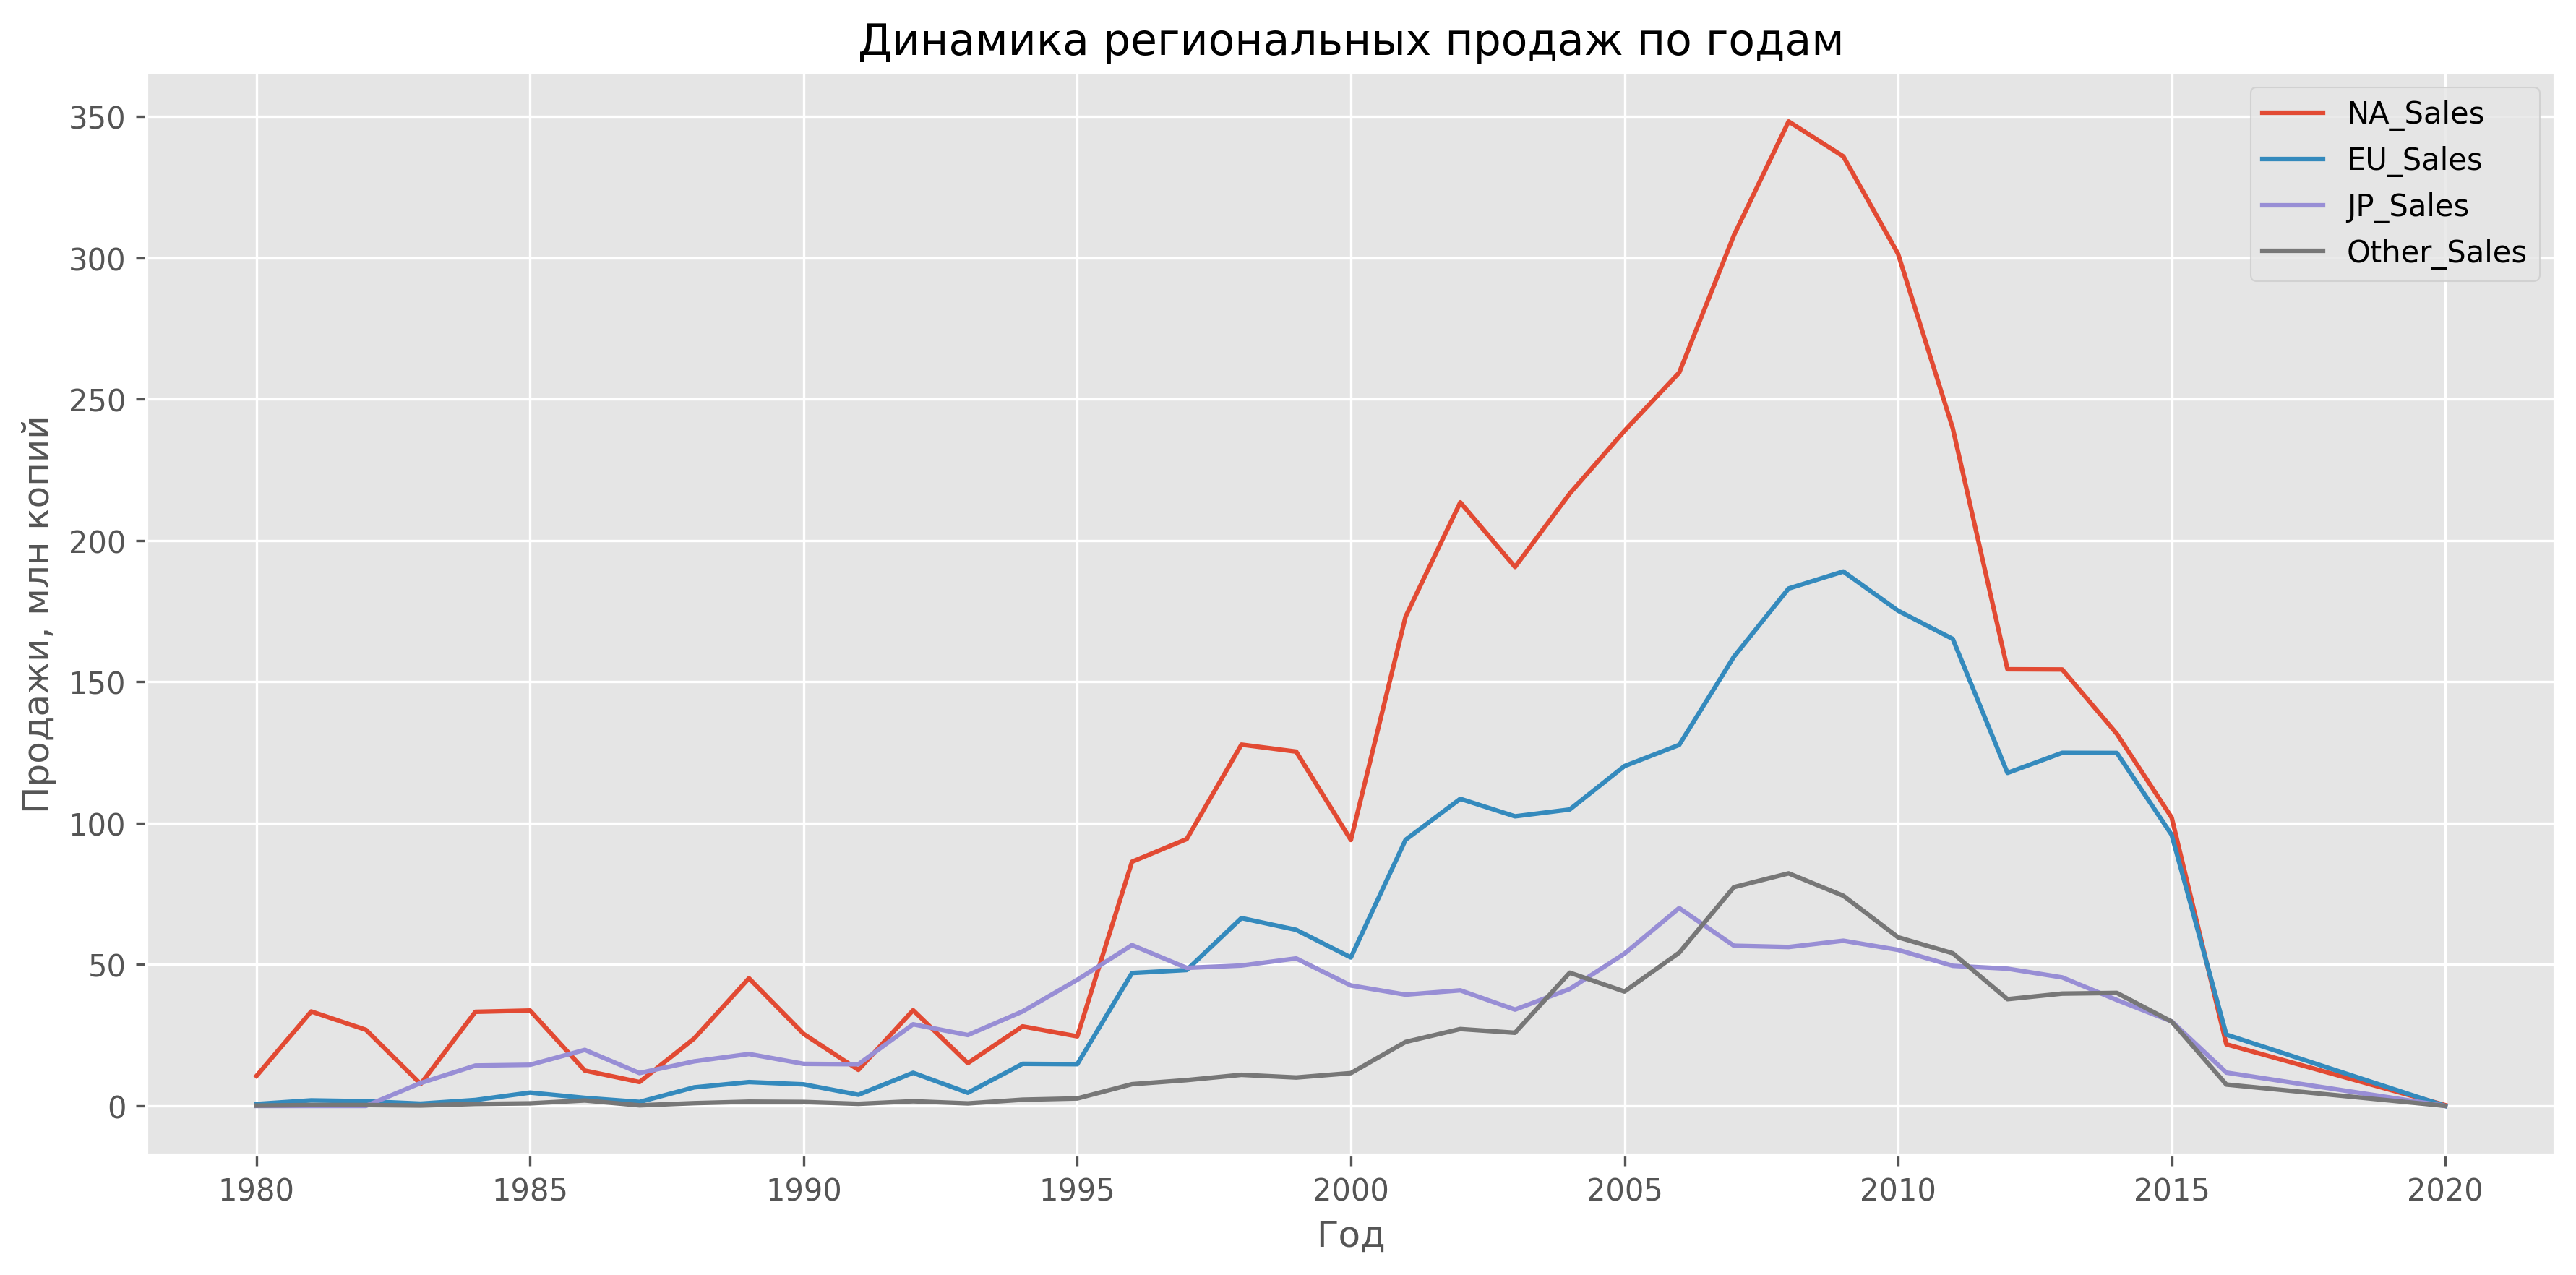 Динамика региональных продаж по годам
350
300
250
200
150
100
50
0
Продажи, млн копий
NA_Sales
EU_Sales
JP_Sales
Other_Sales
1980 1985 1990 1995 2000 2005 2010 2015 2020
Год